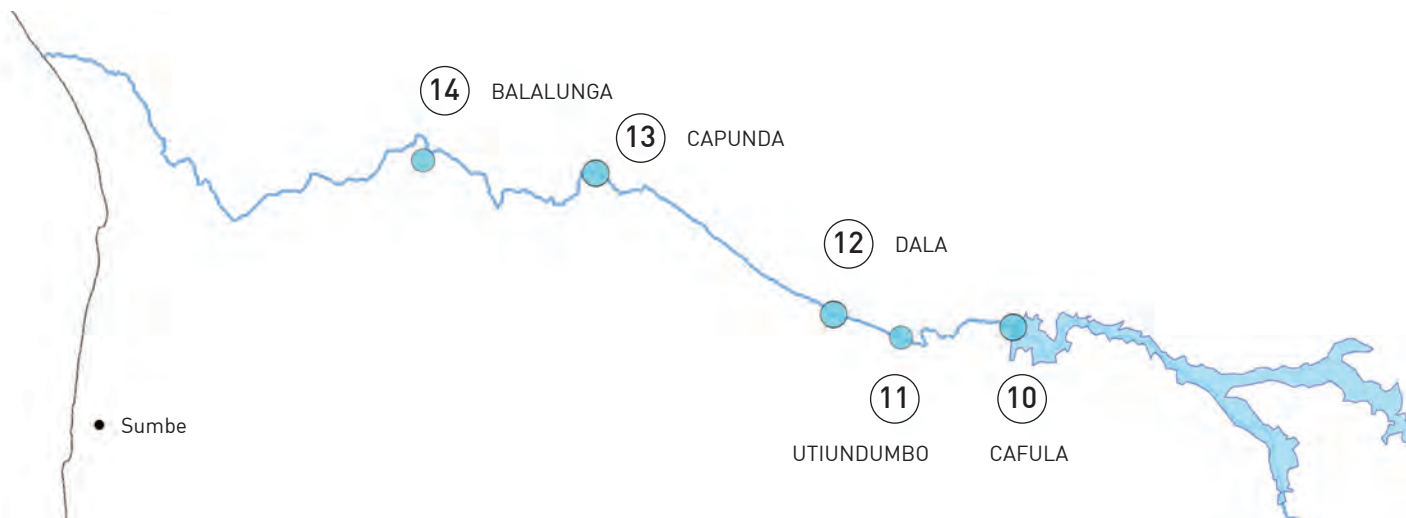 14 BALALUNGA
13 CAPUNDA
12 DALA
11 10
UTIUNDUMBO CAFULA
Sumbe